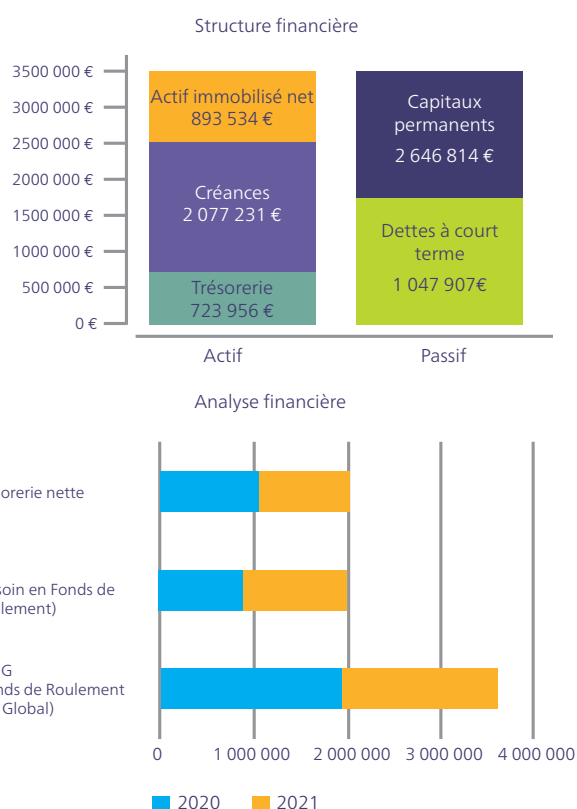 Structure financière
3500 000 €
3000 000 €
2500 000 €
2000 000 €
1500 000 €
1000 000 €
500 000 €
0 €
Actif immobilisé net
893 534 €
Créances
2 077 231 €
Trésorerie
723 956 €
Capitaux
permanents
2 646 814 €
Dettes à court
terme
1 047 907€
Actif
Passif
Analyse financière
orerie nette
soin en Fonds de
lement)
G
nds de Roulement
Global)
0
1 000 000
2 000 000
3 000 000
4 000 000
2020
2021